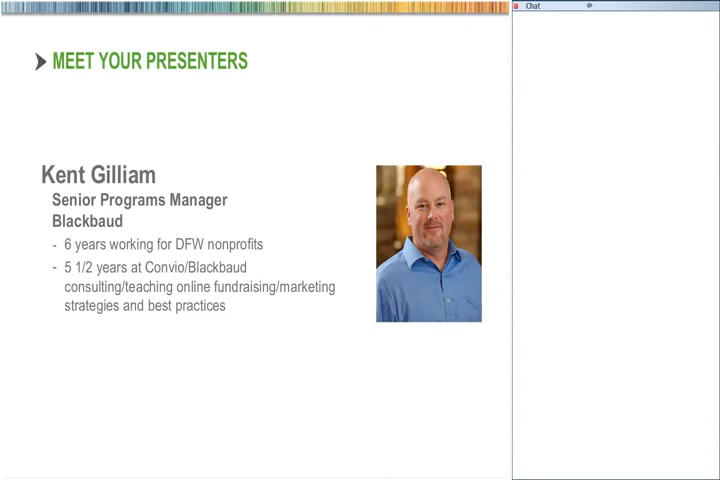 Chat
MEET YOUR PRESENTERS
Kent Gilliam
Senior Programs Manager
Blackbaud
- 6 years working for DFW nonprofits
- 5 1/2 years at Convio/Blackbaud
consulting/teaching online fundraising/marketing
strategies and best practices